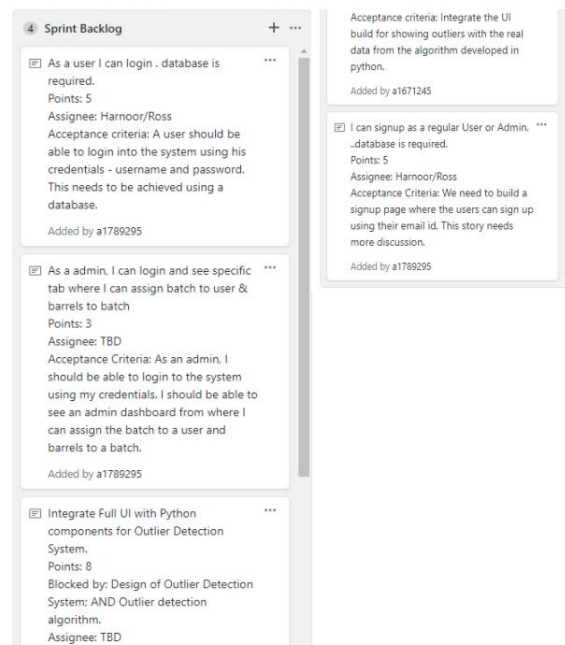 4 Sprint Backlog + ...
As a user I can login . database is ...
required.
Points: 5
Assignee: Harnoor/Ross
Acceptance criteria: A user should be
able to login into the system using his
credentials - username and password.
This needs to be achieved using a
database.
Added by a1789295
As a admin, I can login and see specific ...
tab where I can assign batch to user &
barrels to batch
Points: 3
Assignee: TBD
Acceptance Criteria: As an admin, I
should be able to login to the system
using my credentials. I should be able to
see an admin dashboard from where I
can assign the batch to a user and
barrels to a batch.
Added by a1789295
Integrate Full UI with Python ...
components for Outlier Detection
System.
Points: 8
Blocked by: Design of Outlier Detection
System; AND Outlier detection
algorithm.
Assignee: TBD
Acceptance criteria: Integrate the UI
build for showing outliers with the real
data from the algorithm developed in
python.
Added by a1671245
I can signup as a regular User or Admin. ...
..database is required.
Points: 5
Assignee: Harnoor/Ross
Acceptance Criteria: We need to build a
signup page where the users can sign up
using their email id. This story needs
more discussion.
Added by a1789295